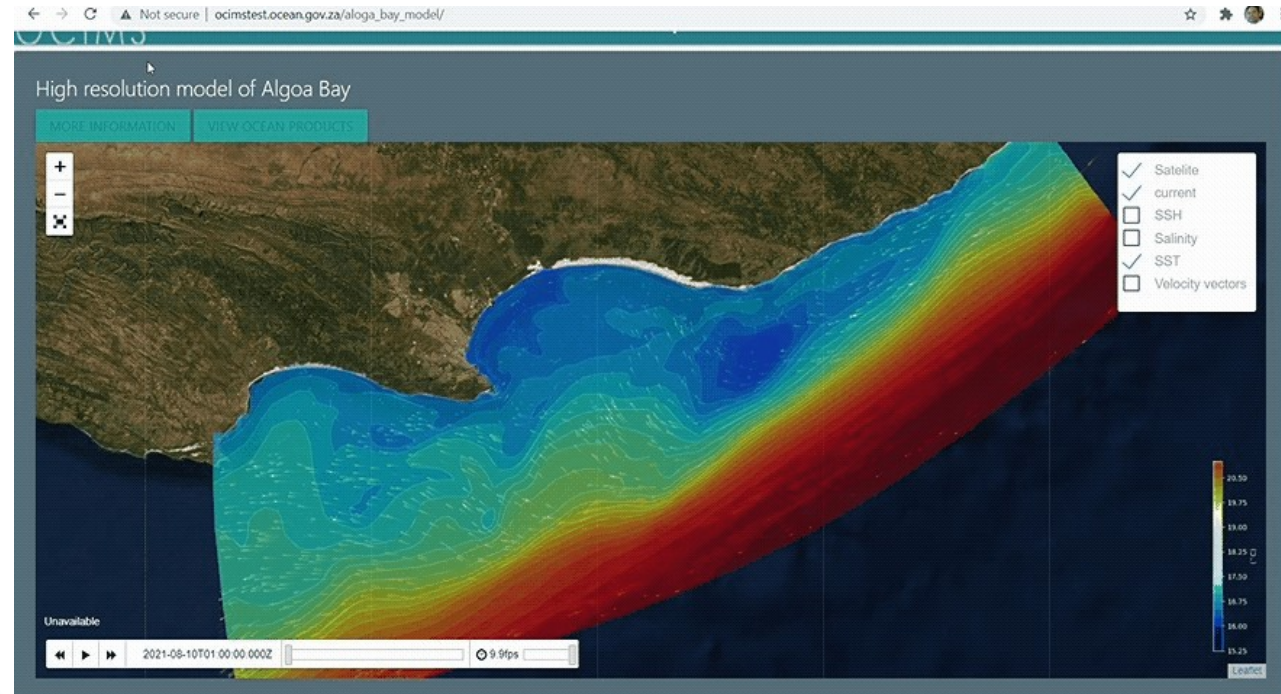 Not secure | ocimstest.ocean.gov.za/aloga_bay_model/
OCIMS
High resolution model of Algoa Bay
MORE INFORMATION
VIEW OCEAN PRODUCTS
+
−
Satelite
current
SSH
Salinity
SST
Velocity vectors
20.50
19.75
19.00
18.25
17.50
16.75
16.00
15.25
Unavailable
2021-08-10T01:00:00.000Z
9.9fps
Leaflet